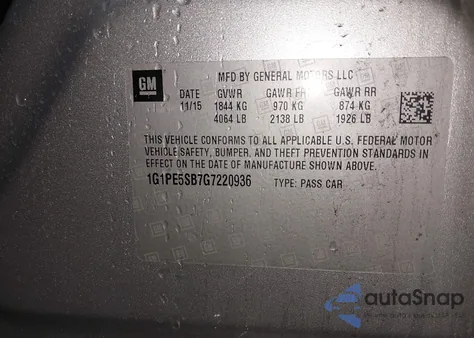 GM
MFD BY GENERAL MOTORS LLC
DATE GVWR GAWR FR GAWR RR
11/15 1844 KG 970 KG 874 KG
4064 LB 2138 LB 1926 LB
THIS VEHICLE CONFORMS TO ALL APPLICABLE U.S. FEDERAL MOTOR
VEHICLE SAFETY, BUMPER, AND THEFT PREVENTION STANDARDS IN
EFFECT ON THE DATE OF MANUFACTURE SHOWN ABOVE.
1G1PE5SB7G7220936 TYPE: PASS CAR
autoSnap